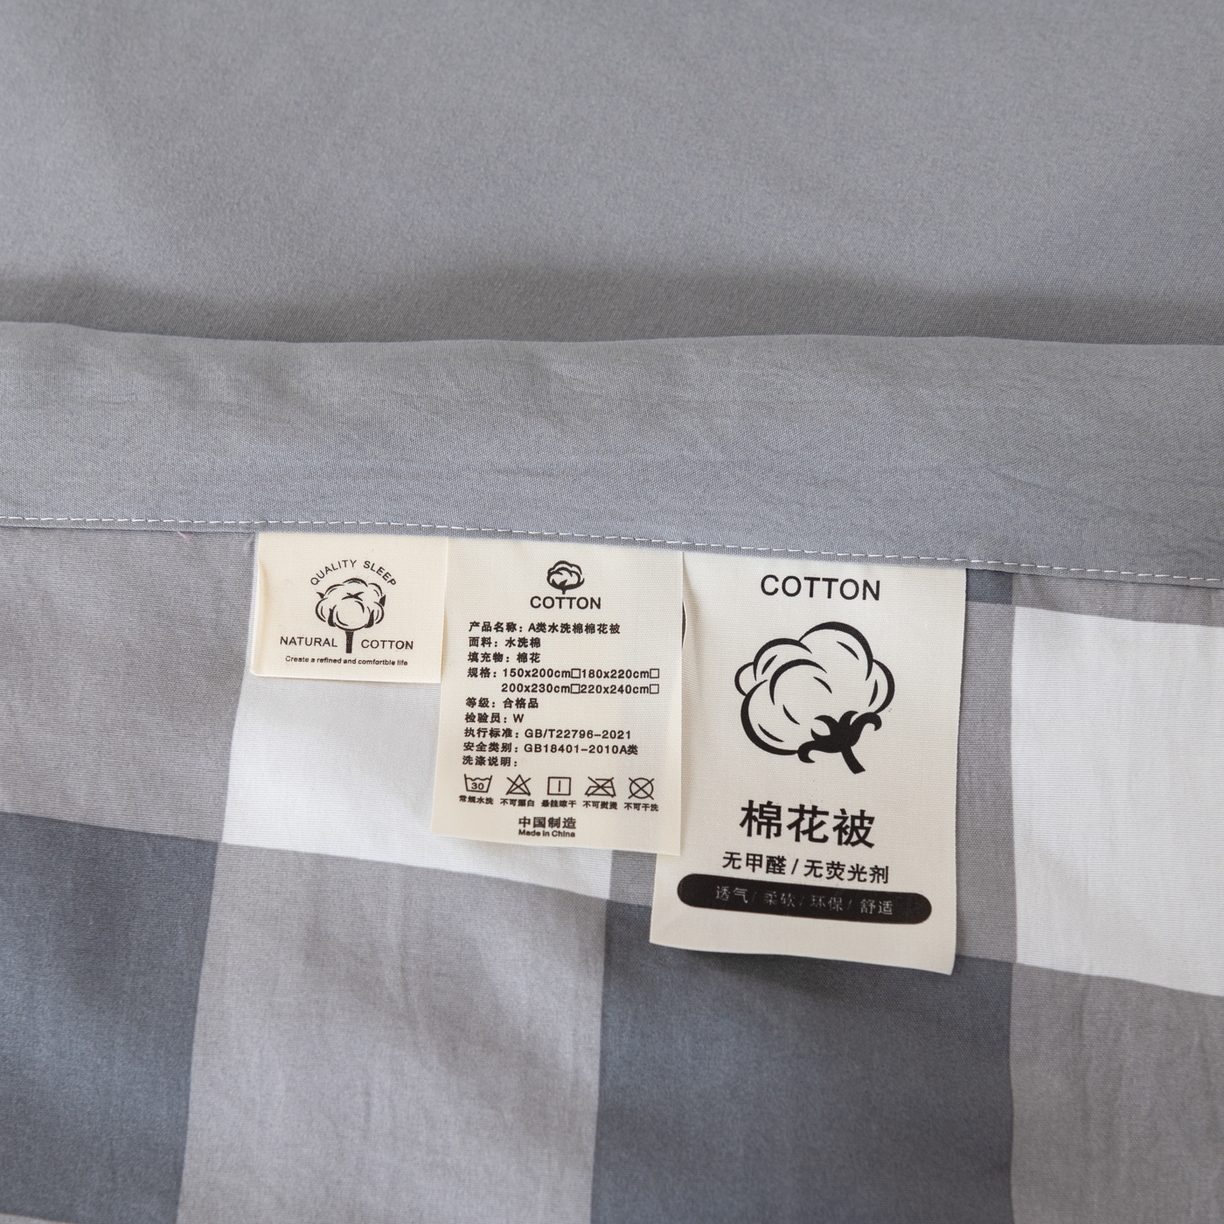 QUALITY SLEEP
NATURAL COTTON
Create a refined and comfortble life
COTTON
产品名称：A类水洗棉棉花被
面料：水洗棉
填充物：棉花
规格：150x200cm□180x220cm□
200x230cm□220x240cm□
等级：合格品
检验员：W
执行标准：GB/T22796-2021
安全类别：GB18401-2010A类
洗涤说明：
30
常规水洗 不可漂白 悬挂晾干 不可熨烫 不可干洗
中国制造
Made in China
COTTON
棉花被
无甲醛/无荧光剂
透气/柔软/环保/舒适